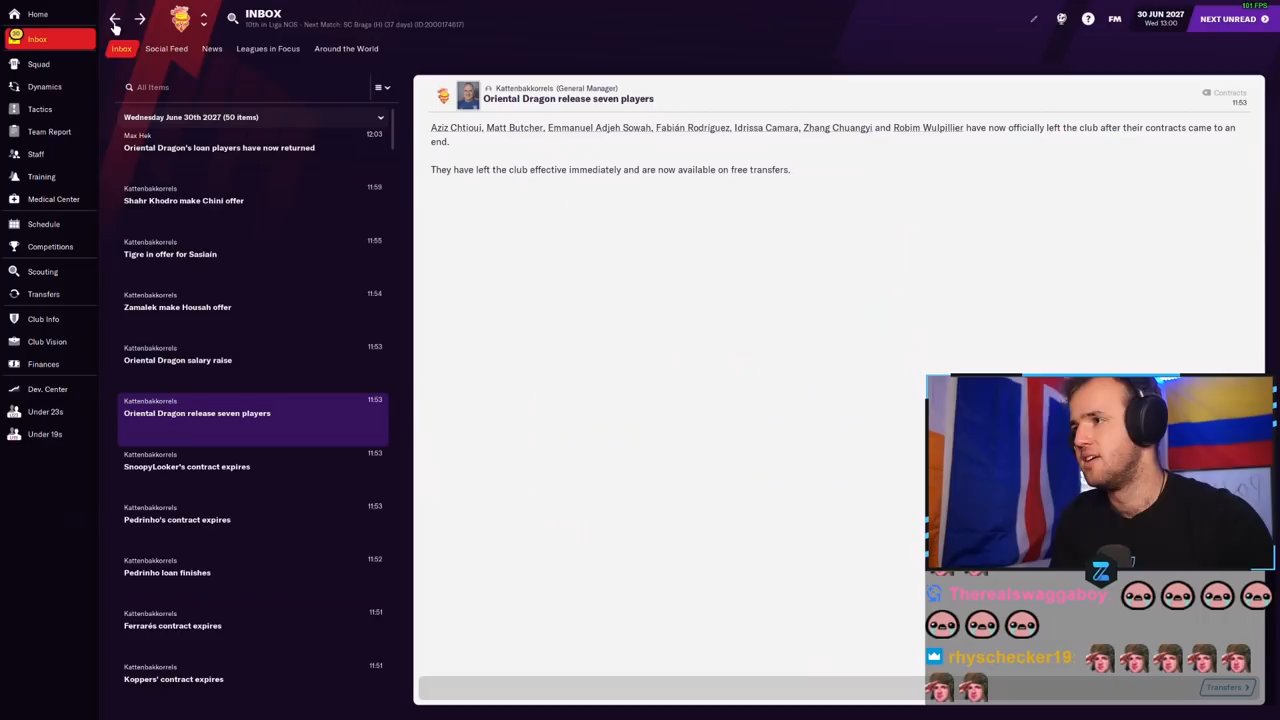 Home
30
Inbox
Squad
Dynamics
Tactics
Team Report
Staff
Training
Medical Center
Schedule
Competitions
Scouting
Transfers
Club Info
Club Vision
Finances
Dev. Center
Under 23s
Under 19s
INBOX
10th in Liga NOS - Next Match: SC Braga (H) (37 days) (ID:2000174617)
101 FPS
FM
30 JUN 2027
Wed 13:00
NEXT UNREAD
Inbox
Social Feed
News
Leagues in Focus
Around the World
All Items
Wednesday June 30th 2027 (50 items)
Max Hek
12:03
Oriental Dragon's loan players have now returned
Kattenbakkorrels
11:59
Shahr Khodro make Chini offer
Kattenbakkorrels
11:55
Tigre in offer for Sasiain
Kattenbakkorrels
11:54
Zamalek make Housah offer
Kattenbakkorrels
11:53
Oriental Dragon salary raise
Kattenbakkorrels
11:53
Oriental Dragon release seven players
Kattenbakkorrels
11:53
SnoopyLooker's contract expires
Kattenbakkorrels
11:53
Pedrinho's contract expires
Kattenbakkorrels
11:52
Pedrinho loan finishes
Kattenbakkorrels
11:51
Ferrarés contract expires
Kattenbakkorrels
11:51
Koppers' contract expires
Kattenbakkorrels (General Manager)
Oriental Dragon release seven players
Contracts
11:53
Aziz Chtioui, Matt Butcher, Emmanuel Adjeh Sowah, Fabián Rodríguez, Idrissa Camara, Zhang Chuangyi and Robim Wulpillier have now officially left the club after their contracts came to an
end.
They have left the club effective immediately and are now available on free transfers.
Therealswaggaboy:
rhyschecker19:
Transfers >